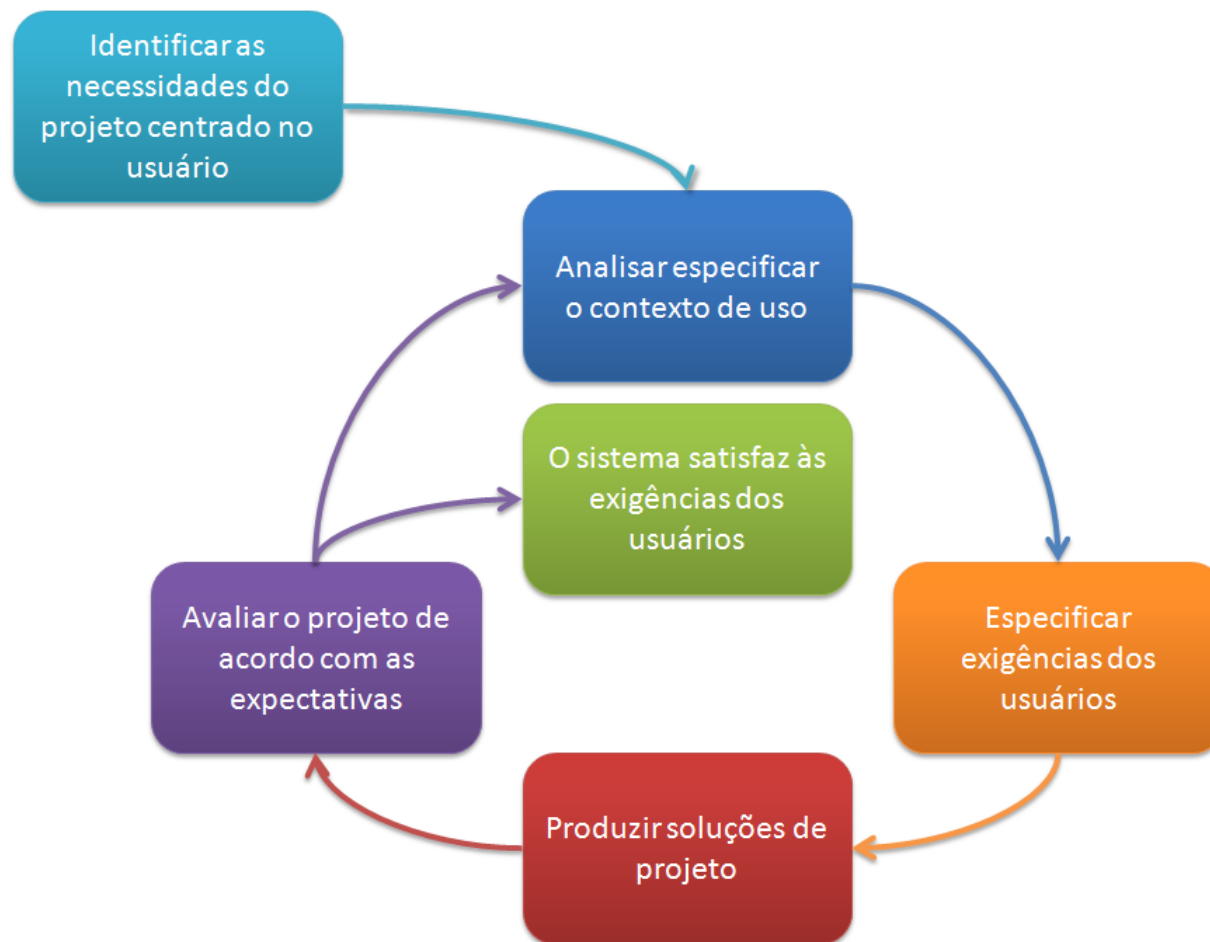 Identificar as
necessidades do
projeto centrado no
usuário
Analisar especificar
o contexto de uso
O sistema satisfaz às
exigências dos
usuários
Avaliar o projeto de
acordo com as
expectativas
Especificar
exigências dos
usuários
Produzir soluções de
projeto